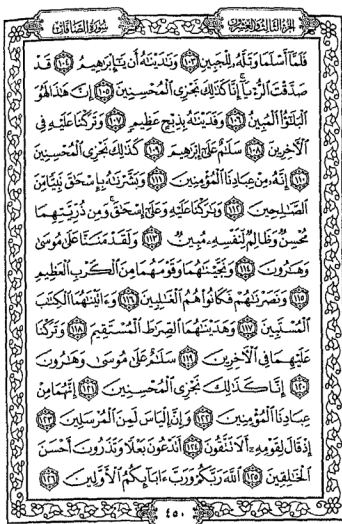 الجزء الثالث والعشرون
سورة الصافات
فَلَمَّآ أَسْلَمَا وَتَلَّهُۥ لِلْجَبِينِ ١٠٣ وَنَٰدَيْنَٰهُ أَن يَٰٓإِبْرَٰهِيمُ ١٠٤ قَدْ
صَدَّقْتَ ٱلرُّءْيَآ إِنَّا كَذَٰلِكَ نَجْزِى ٱلْمُحْسِنِينَ ١٠٥ إِنَّ هَٰذَا لَهُوَ
ٱلْبَلَٰٓؤُا۟ ٱلْمُبِينُ ١٠٦ وَفَدَيْنَٰهُ بِذِبْحٍ عَظِيمٍ ١٠٧ وَتَرَكْنَا عَلَيْهِ فِى
ٱلْءَاخِرِينَ ١٠٨ سَلَٰمٌ عَلَىٰٓ إِبْرَٰهِيمَ ١٠٩ كَذَٰلِكَ نَجْزِى ٱلْمُحْسِنِينَ
١١٠ إِنَّهُۥ مِنْ عِبَادِنَا ٱلْمُؤْمِنِينَ ١١١ وَبَشَّرْنَٰهُ بِإِسْحَٰقَ نَبِيًّا مِّنَ
ٱلصَّٰلِحِينَ ١١٢ وَبَٰرَكْنَا عَلَيْهِ وَعَلَىٰٓ إِسْحَٰقَ وَمِن ذُرِّيَّتِهِمَا
مُحْسِنٌ وَظَالِمٌ لِّنَفْسِهِۦ مُبِينٌ ١١٣ وَلَقَدْ مَنَنَّا عَلَىٰ مُوسَىٰ
وَهَٰرُونَ ١١٤ وَنَجَّيْنَٰهُمَا وَقَوْمَهُمَا مِنَ ٱلْكَرْبِ ٱلْعَظِيمِ
١١٥ وَنَصَرْنَٰهُمْ فَكَانُوا۟ هُمُ ٱلْغَٰلِبِينَ ١١٦ وَءَاتَيْنَٰهُمَا ٱلْكِتَٰبَ
ٱلْمُسْتَبِينَ ١١٧ وَهَدَيْنَٰهُمَا ٱلصِّرَٰطَ ٱلْمُسْتَقِيمَ ١١٨ وَتَرَكْنَا
عَلَيْهِمَا فِى ٱلْءَاخِرِينَ ١١٩ سَلَٰمٌ عَلَىٰ مُوسَىٰ وَهَٰرُونَ
١٢٠ إِنَّا كَذَٰلِكَ نَجْزِى ٱلْمُحْسِنِينَ ١٢١ إِنَّهُمَا مِنْ
عِبَادِنَا ٱلْمُؤْمِنِينَ ١٢٢ وَإِنَّ إِلْيَاسَ لَمِنَ ٱلْمُرْسَلِينَ ١٢٣
إِذْ قَالَ لِقَوْمِهِۦٓ أَلَا تَتَّقُونَ ١٢٤ أَتَدْعُونَ بَعْلًا وَتَذَرُونَ أَحْسَنَ
ٱلْخَٰلِقِينَ ١٢٥ ٱللَّهَ رَبَّكُمْ وَرَبَّ ءَابَآئِكُمُ ٱلْأَوَّلِينَ ١٢٦
٤٥٠